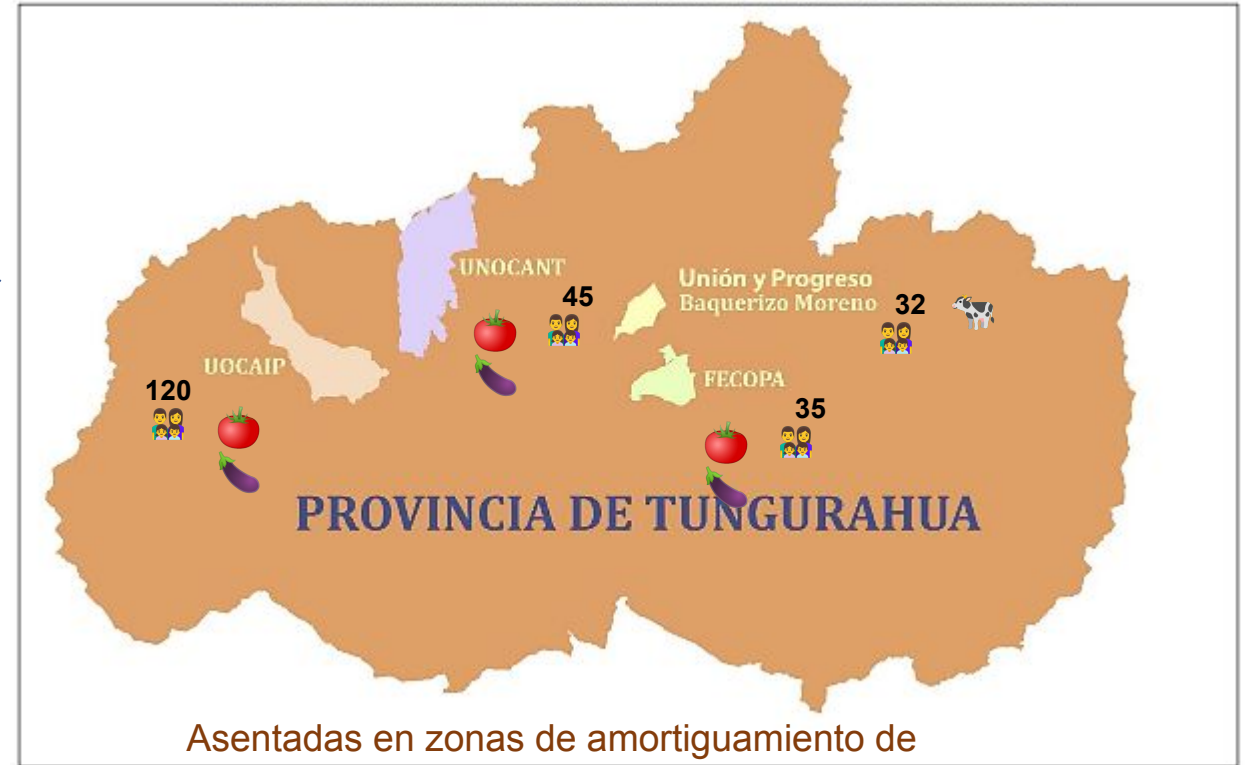 UNOCANT
45
Unión y Progreso
Baquerizo Moreno
32
UOCAIP
120
FECOPA
35
PROVINCIA DE TUNGURAHUA
Asentadas en zonas de amortiguamiento de